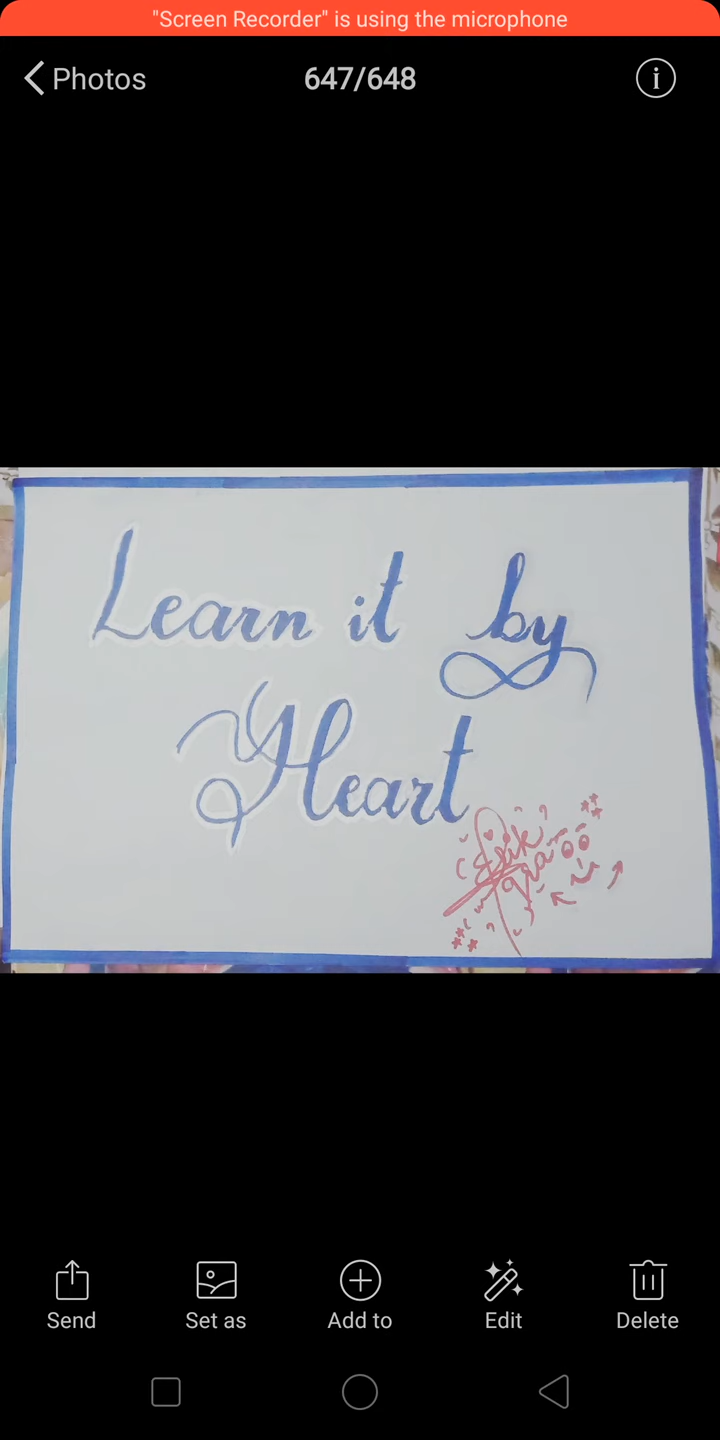 "Screen Recorder" is using the microphone
Photos 647/648 i
Learn it by
Heart
Send Set as Add to Edit Delete